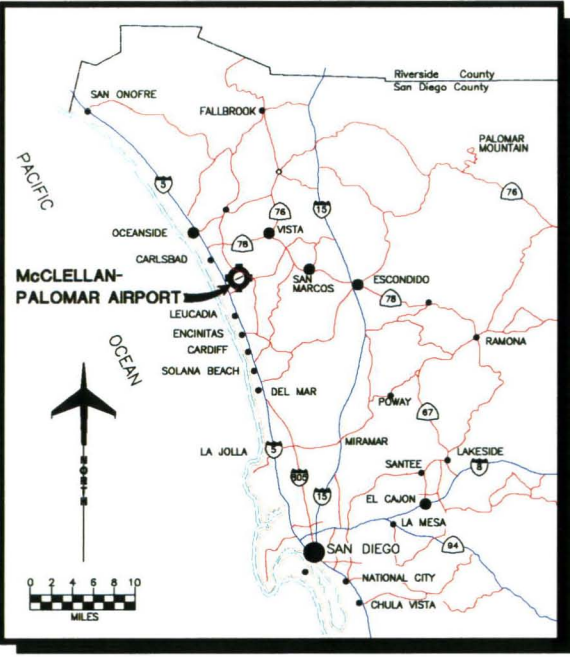 Riverside County
San Diego County
SAN ONOFRE
FALLBROOK
PALOMAR
MOUNTAIN
PACIFIC
5
76
15
76
OCEANSIDE
VISTA
78
CARLSBAD
McCLELLAN-
PALOMAR AIRPORT
SAN
MARCOS
ESCONDIDO
78
LEUCADIA
ENCINITAS
CARDIFF
OCEAN
SOLANA BEACH
RAMONA
DEL MAR
POWAY
67
NORTH
LA JOLLA
5
MIRAMAR
LAKESIDE
SANTEE
8
805
15
EL CAJON
LA MESA
SAN DIEGO
94
NATIONAL CITY
CHULA VISTA
0 2 4 6 8 10
MILES